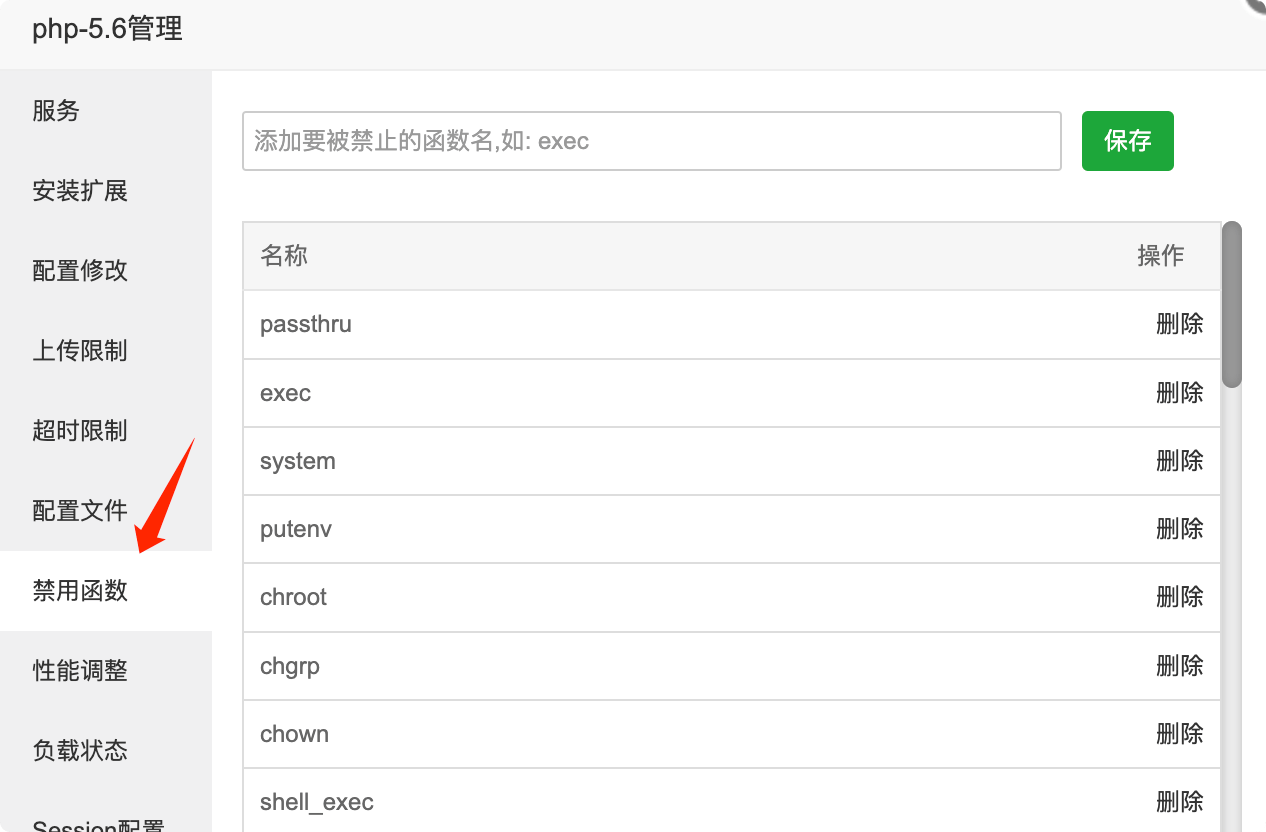 php-5.6管理
服务
安装扩展
配置修改
上传限制
超时限制
配置文件
禁用函数
性能调整
负载状态
Session配置
添加要被禁止的函数名,如: exec
保存
名称 操作
passthru 删除
exec 删除
system 删除
putenv 删除
chroot 删除
chgrp 删除
chown 删除
shell_exec 删除